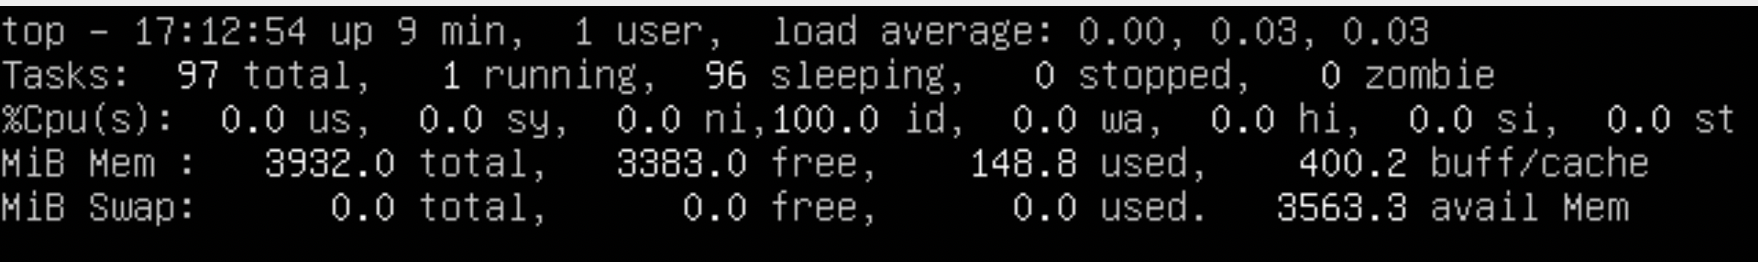 top - 17:12:54 up 9 min,  1 user,  load average: 0.00, 0.03, 0.03
Tasks:  97 total,   1 running,  96 sleeping,   0 stopped,   0 zombie
%Cpu(s):  0.0 us,  0.0 sy,  0.0 ni,100.0 id,  0.0 wa,  0.0 hi,  0.0 si,  0.0 st
MiB Mem :   3932.0 total,   3383.0 free,    148.8 used,    400.2 buff/cache
MiB Swap:      0.0 total,      0.0 free,      0.0 used.   3563.3 avail Mem